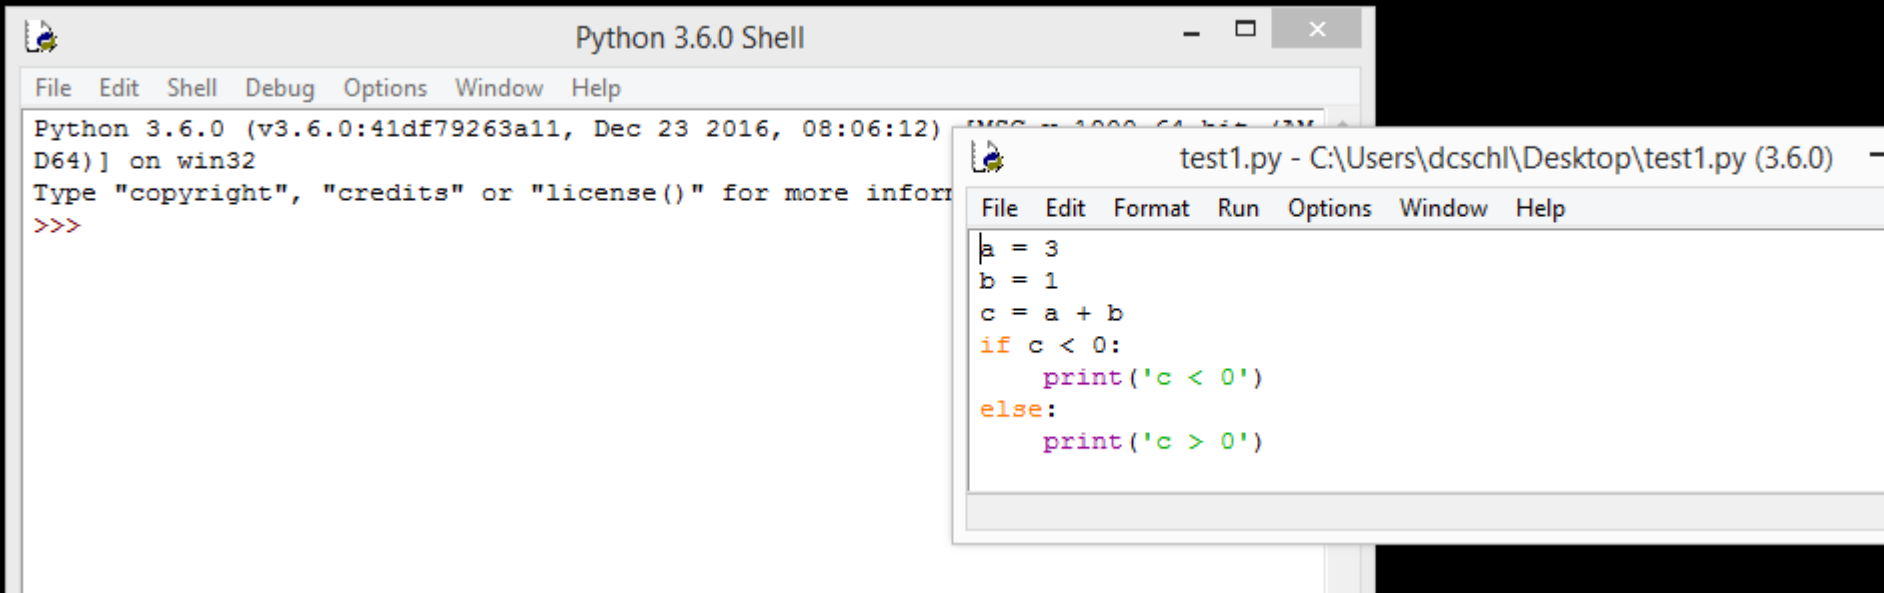 Python 3.6.0 Shell
File Edit Shell Debug Options Window Help
Python 3.6.0 (v3.6.0:41df79263a11, Dec 23 2016, 08:06:12)
D64)] on win32
Type "copyright", "credits" or "license()" for more
>>>
test1.py - C:\Users\dcschl\Desktop\test1.py (3.6.0)
File Edit Format Run Options Window Help
a = 3
b = 1
c = a + b
if c < 0:
    print('c < 0')
else:
    print('c > 0')